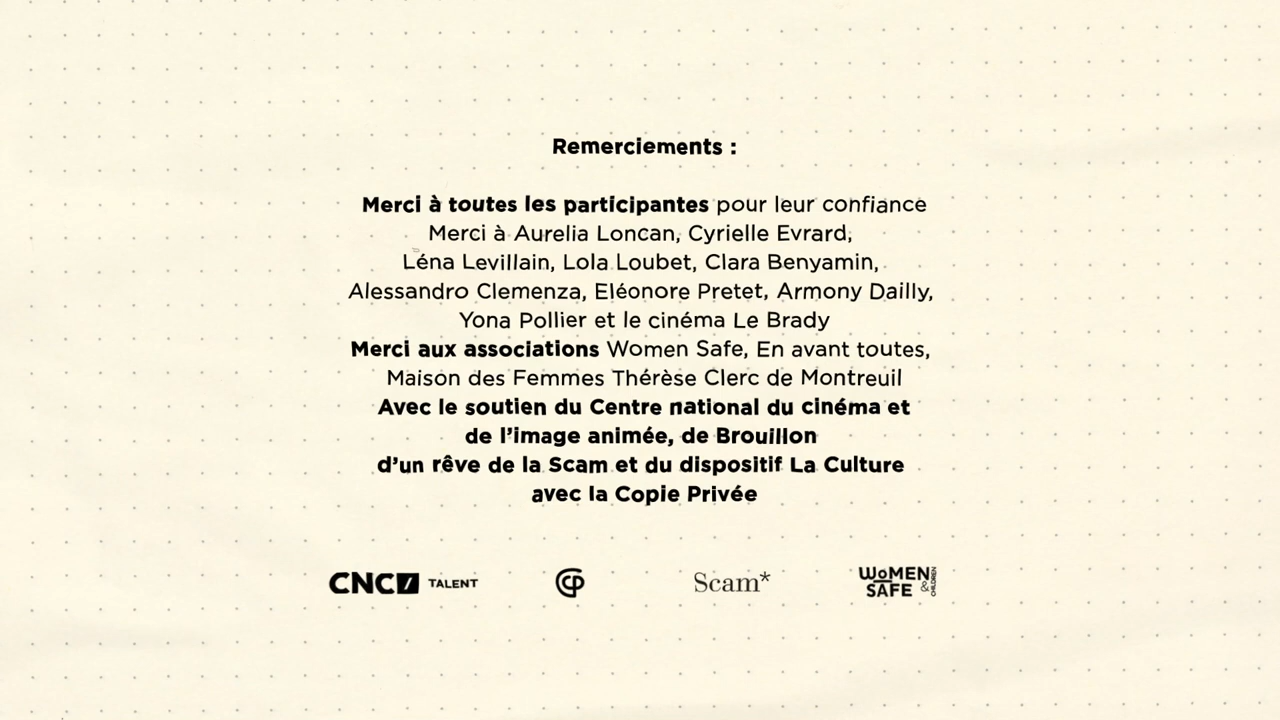 Remerciements :
Merci à toutes les participantes pour leur confiance
Merci à Aurelia Loncan, Cyrielle Evrard,
Léna Levillain, Lola Loubet, Clara Benyamin,
Alessandro Clemenza, Eléonore Pretet, Armony Dailly,
Yona Pollier et le cinéma Le Brady
Merci aux associations Women Safe, En avant toutes,
Maison des Femmes Thérèse Clerc de Montreuil
Avec le soutien du Centre national du cinéma et
de l'image animée, de Brouillon
d'un rêve de la Scam et du dispositif La Culture
avec la Copie Privée
CNC TALENT
CP
Scam*
WoMEN
SAFE
& CHILDREN